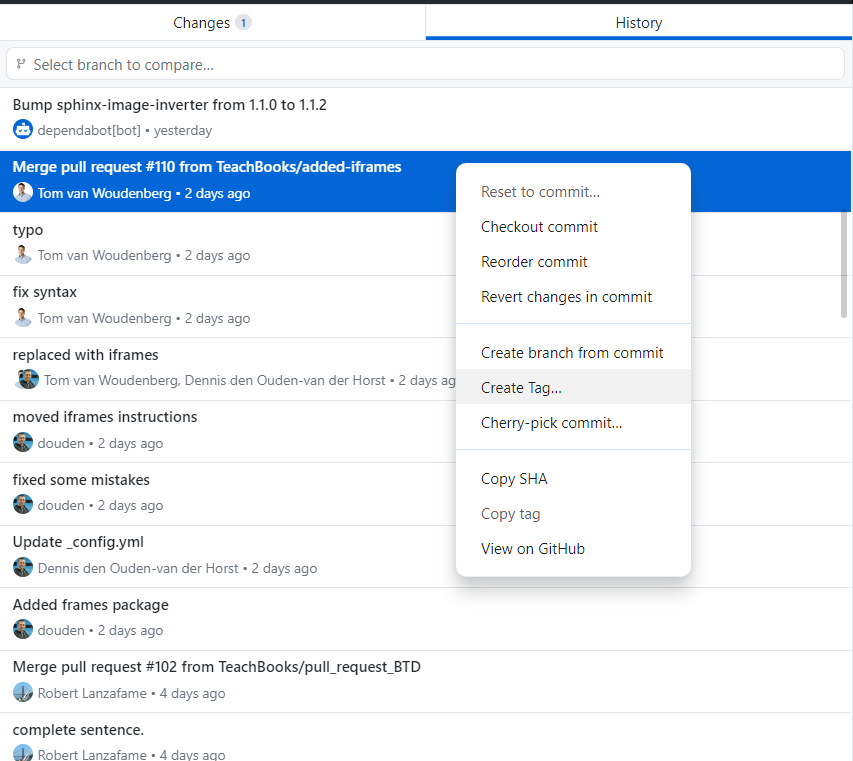 Changes 1 History
Select branch to compare...
Bump sphinx-image-inverter from 1.1.0 to 1.1.2
dependabot[bot] • yesterday
Merge pull request #110 from TeachBooks/added-iframes
Tom van Woudenberg • 2 days ago
typo
Tom van Woudenberg • 2 days ago
fix syntax
Tom van Woudenberg • 2 days ago
replaced with iframes
Tom van Woudenberg, Dennis den Ouden-van der Horst • 2 days ag
moved iframes instructions
douden • 2 days ago
fixed some mistakes
douden • 2 days ago
Update _config.yml
Dennis den Ouden-van der Horst • 2 days ago
Added frames package
douden • 2 days ago
Merge pull request #102 from TeachBooks/pull_request_BTD
Robert Lanzafame • 4 days ago
complete sentence.
Robert Lanzafame • 4 days ago
Reset to commit...
Checkout commit
Reorder commit
Revert changes in commit
Create branch from commit
Create Tag...
Cherry-pick commit...
Copy SHA
Copy tag
View on GitHub